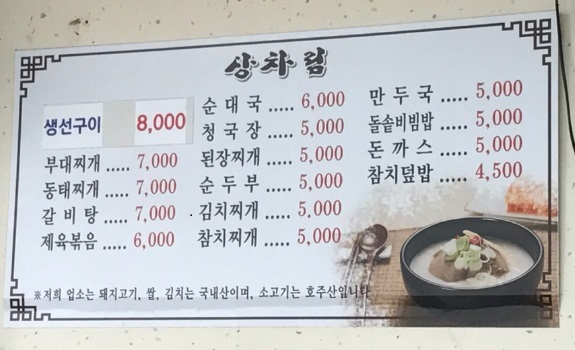 상차림
생선구이 8,000
부대찌개 ..... 7,000
동태찌개 ..... 7,000
갈비탕 ..... 7,000
제육볶음 ..... 6,000
순대국 ..... 6,000
청국장 ..... 5,000
된장찌개 ..... 5,000
순두부 ..... 5,000
김치찌개 ..... 5,000
참치찌개 ..... 5,000
만두국 ..... 5,000
돌솥비빔밥 ..... 5,000
돈까스 ..... 5,000
참치덮밥 ..... 4,500
※저희 업소는 돼지고기, 쌀, 김치는 국내산이며, 소고기는 호주산입니다